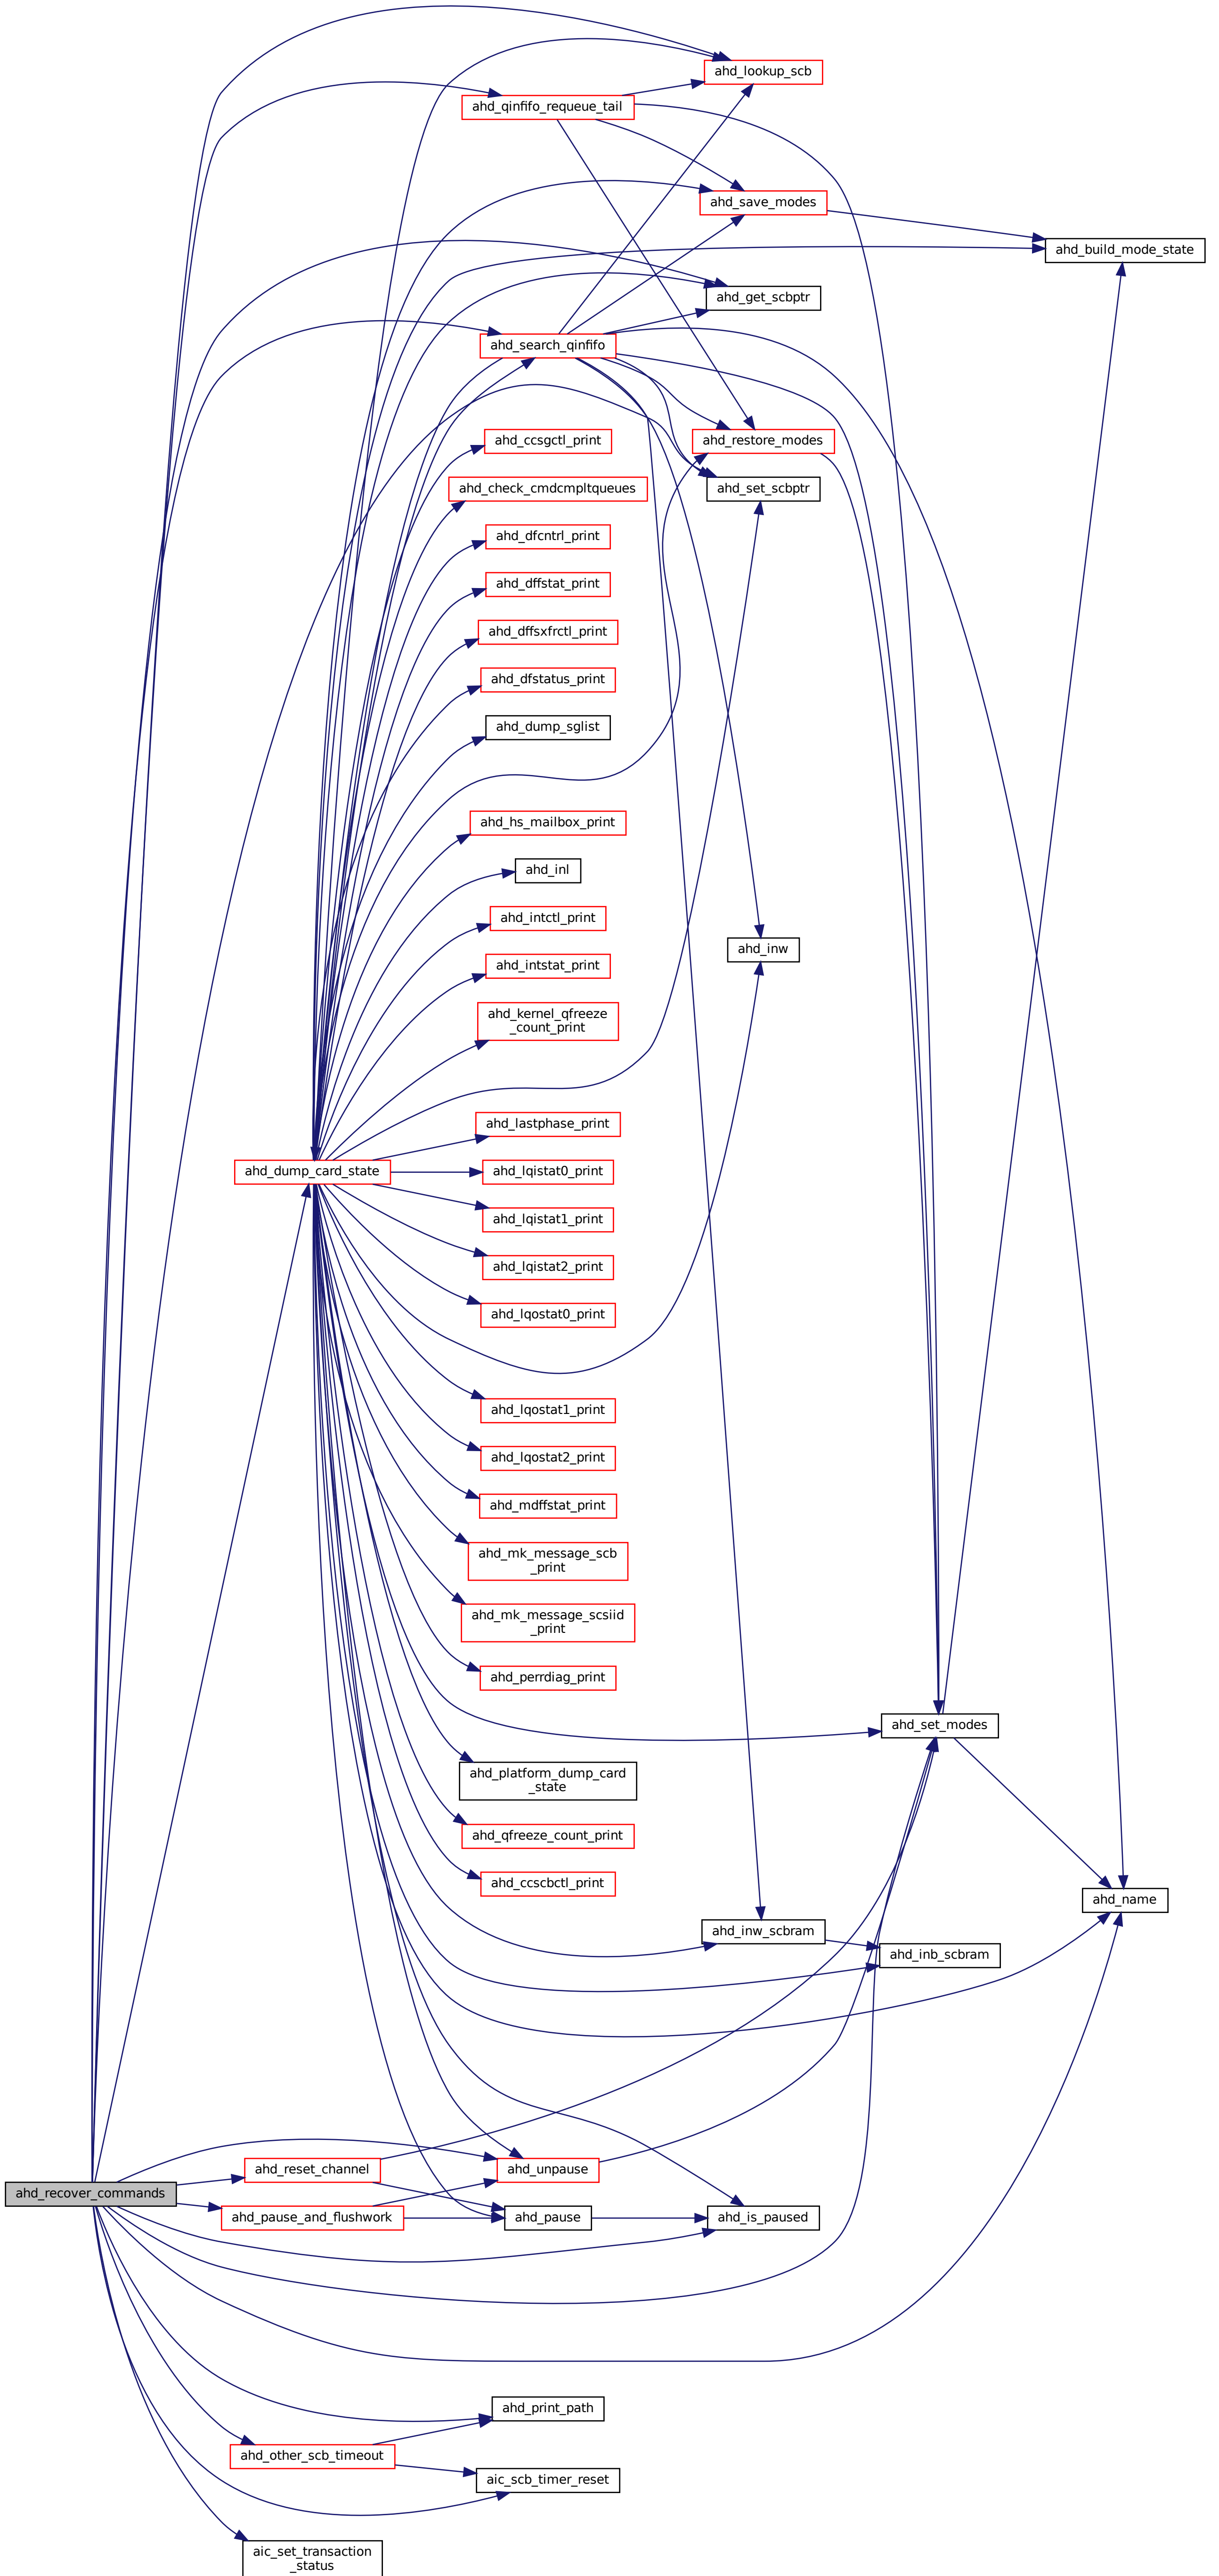 ahd_lookup_scb
ahd_qinfifo_requeue_tail
ahd_save_modes
ahd_build_mode_state
ahd_get_scbptr
ahd_search_qinfifo
ahd_ccsgctl_print
ahd_restore_modes
ahd_check_cmdcmpltqueues
ahd_set_scbptr
ahd_dfcntrl_print
ahd_dffstat_print
ahd_dffsxfrctl_print
ahd_dfstatus_print
ahd_dump_sglist
ahd_hs_mailbox_print
ahd_inl
ahd_intctl_print
ahd_inw
ahd_intstat_print
ahd_kernel_qfreeze
_count_print
ahd_lastphase_print
ahd_dump_card_state
ahd_lqistat0_print
ahd_lqistat1_print
ahd_lqistat2_print
ahd_lqostat0_print
ahd_lqostat1_print
ahd_lqostat2_print
ahd_mdffstat_print
ahd_mk_message_scb
_print
ahd_mk_message_scsiid
_print
ahd_perrdiag_print
ahd_set_modes
ahd_platform_dump_card
_state
ahd_qfreeze_count_print
ahd_ccscbctl_print
ahd_name
ahd_inw_scbram
ahd_inb_scbram
ahd_reset_channel
ahd_unpause
ahd_recover_commands
ahd_pause_and_flushwork
ahd_pause
ahd_is_paused
ahd_print_path
ahd_other_scb_timeout
aic_scb_timer_reset
aic_set_transaction
_status